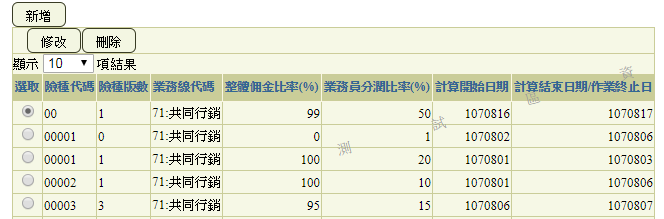 新增
修改 刪除
顯示 10 項結果
選取 險種代碼 險種版數 業務線代碼 整體佣金比率(%) 業務員分潤比率(%) 計算開始日期 計算結束日期/作業終止日
00 1 71:共同行銷 99 50 1070816 1070817
00001 0 71:共同行銷 0 1 1070802 1070806
00001 1 71:共同行銷 100 20 1070801 1070803
00002 1 71:共同行銷 100 10 1070801 1070806
00003 3 71:共同行銷 95 15 1070806 1070807
測 試 區 資